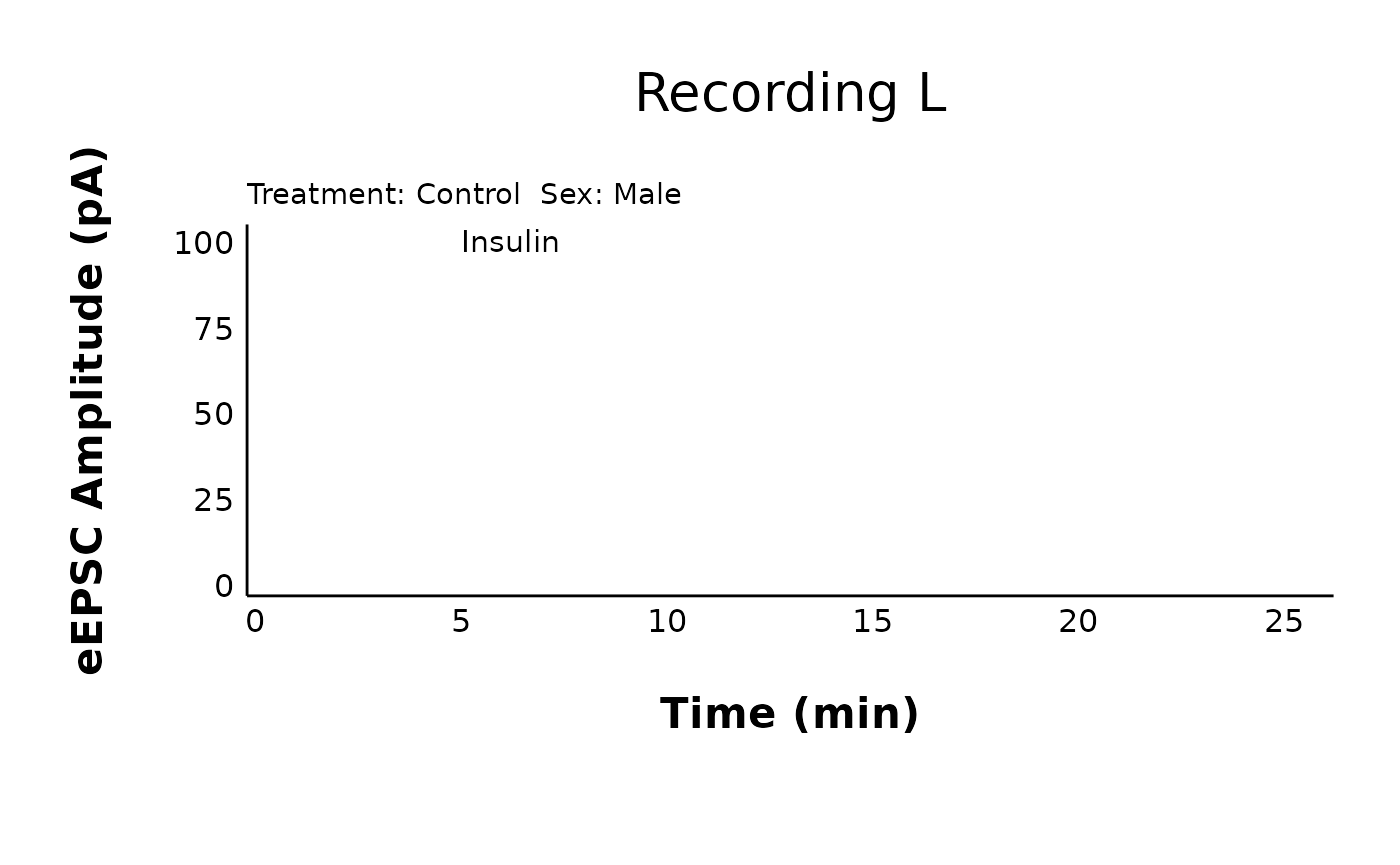 Recording L
Treatment: Control  Sex: Male
Insulin
eEPSC Amplitude (pA)
100
75
50
25
0
0 5 10 15 20 25
Time (min)